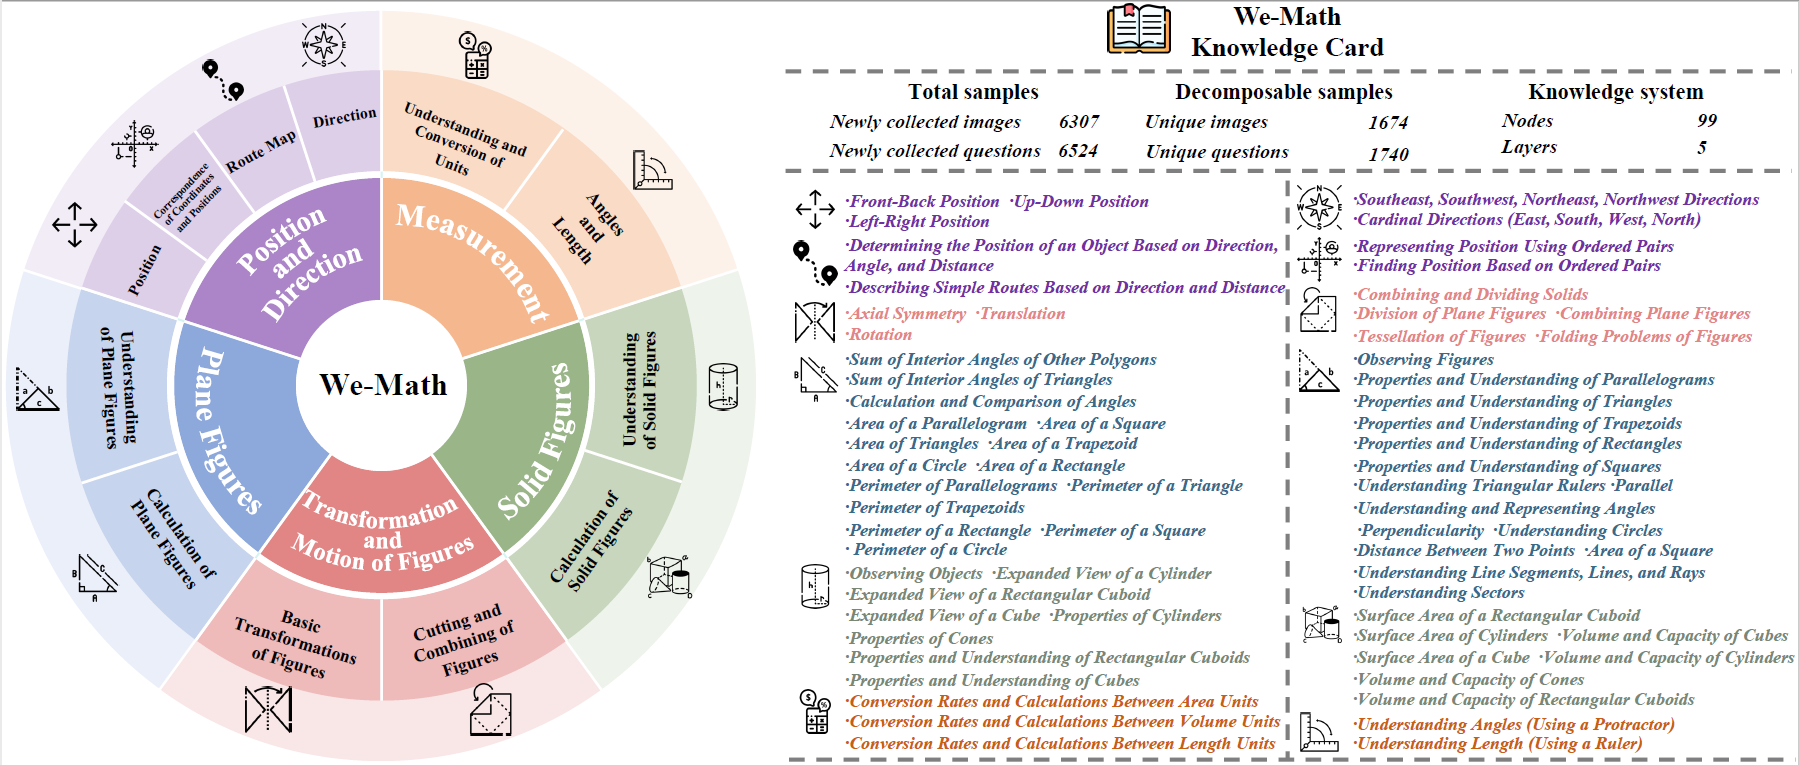 Direction
Route Map
Correspondence
of Coordinates
and Positions
Position
Understanding and
Conversion of
Units
Angles
and
Length
Position
and
Direction
Measurement
Understanding
of Plane Figures
Plane Figures
We-Math
Solid Figures
Understanding
of Solid Figures
Calculation of
Plane Figures
Transformation
and
Motion of Figures
Calculation of
Solid Figures
Basic
Transformations
of Figures
Cutting and
Combining of
Figures
We-Math
Knowledge Card
Total samples
Newly collected images 6307
Newly collected questions 6524
Decomposable samples
Unique images 1674
Unique questions 1740
Knowledge system
Nodes 99
Layers 5
·Front-Back Position ·Up-Down Position
·Left-Right Position
·Determining the Position of an Object Based on Direction,
Angle, and Distance
·Describing Simple Routes Based on Direction and Distance
·Axial Symmetry ·Translation
·Rotation
·Sum of Interior Angles of Other Polygons
·Sum of Interior Angles of Triangles
·Calculation and Comparison of Angles
·Area of a Parallelogram ·Area of a Square
·Area of Triangles ·Area of a Trapezoid
·Area of a Circle ·Area of a Rectangle
·Perimeter of Parallelograms ·Perimeter of a Triangle
·Perimeter of Trapezoids
·Perimeter of a Rectangle ·Perimeter of a Square
· Perimeter of a Circle
·Observing Objects ·Expanded View of a Cylinder
·Expanded View of a Rectangular Cuboid
·Expanded View of a Cube ·Properties of Cylinders
·Properties of Cones
·Properties and Understanding of Rectangular Cuboids
·Properties and Understanding of Cubes
·Conversion Rates and Calculations Between Area Units
·Conversion Rates and Calculations Between Volume Units
·Conversion Rates and Calculations Between Length Units
·Southeast, Southwest, Northeast, Northwest Directions
·Cardinal Directions (East, South, West, North)
·Representing Position Using Ordered Pairs
·Finding Position Based on Ordered Pairs
·Combining and Dividing Solids
·Division of Plane Figures ·Combining Plane Figures
·Tessellation of Figures ·Folding Problems of Figures
·Observing Figures
·Properties and Understanding of Parallelograms
·Properties and Understanding of Triangles
·Properties and Understanding of Trapezoids
·Properties and Understanding of Rectangles
·Properties and Understanding of Squares
·Understanding Triangular Rulers ·Parallel
·Understanding and Representing Angles
·Perpendicularity ·Understanding Circles
·Distance Between Two Points ·Area of a Square
·Understanding Line Segments, Lines, and Rays
·Understanding Sectors
·Surface Area of a Rectangular Cuboid
·Surface Area of Cylinders ·Volume and Capacity of Cubes
·Surface Area of a Cube ·Volume and Capacity of Cylinders
·Volume and Capacity of Cones
·Volume and Capacity of Rectangular Cuboids
·Understanding Angles (Using a Protractor)
·Understanding Length (Using a Ruler)